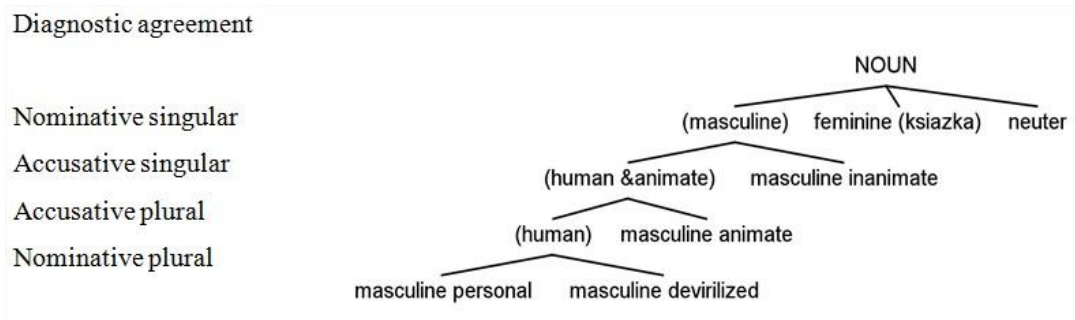 Diagnostic agreement
NOUN
Nominative singular (masculine) feminine (ksiazka) neuter
Accusative singular (human &animate) masculine inanimate
Accusative plural (human) masculine animate
Nominative plural masculine personal masculine devirilized